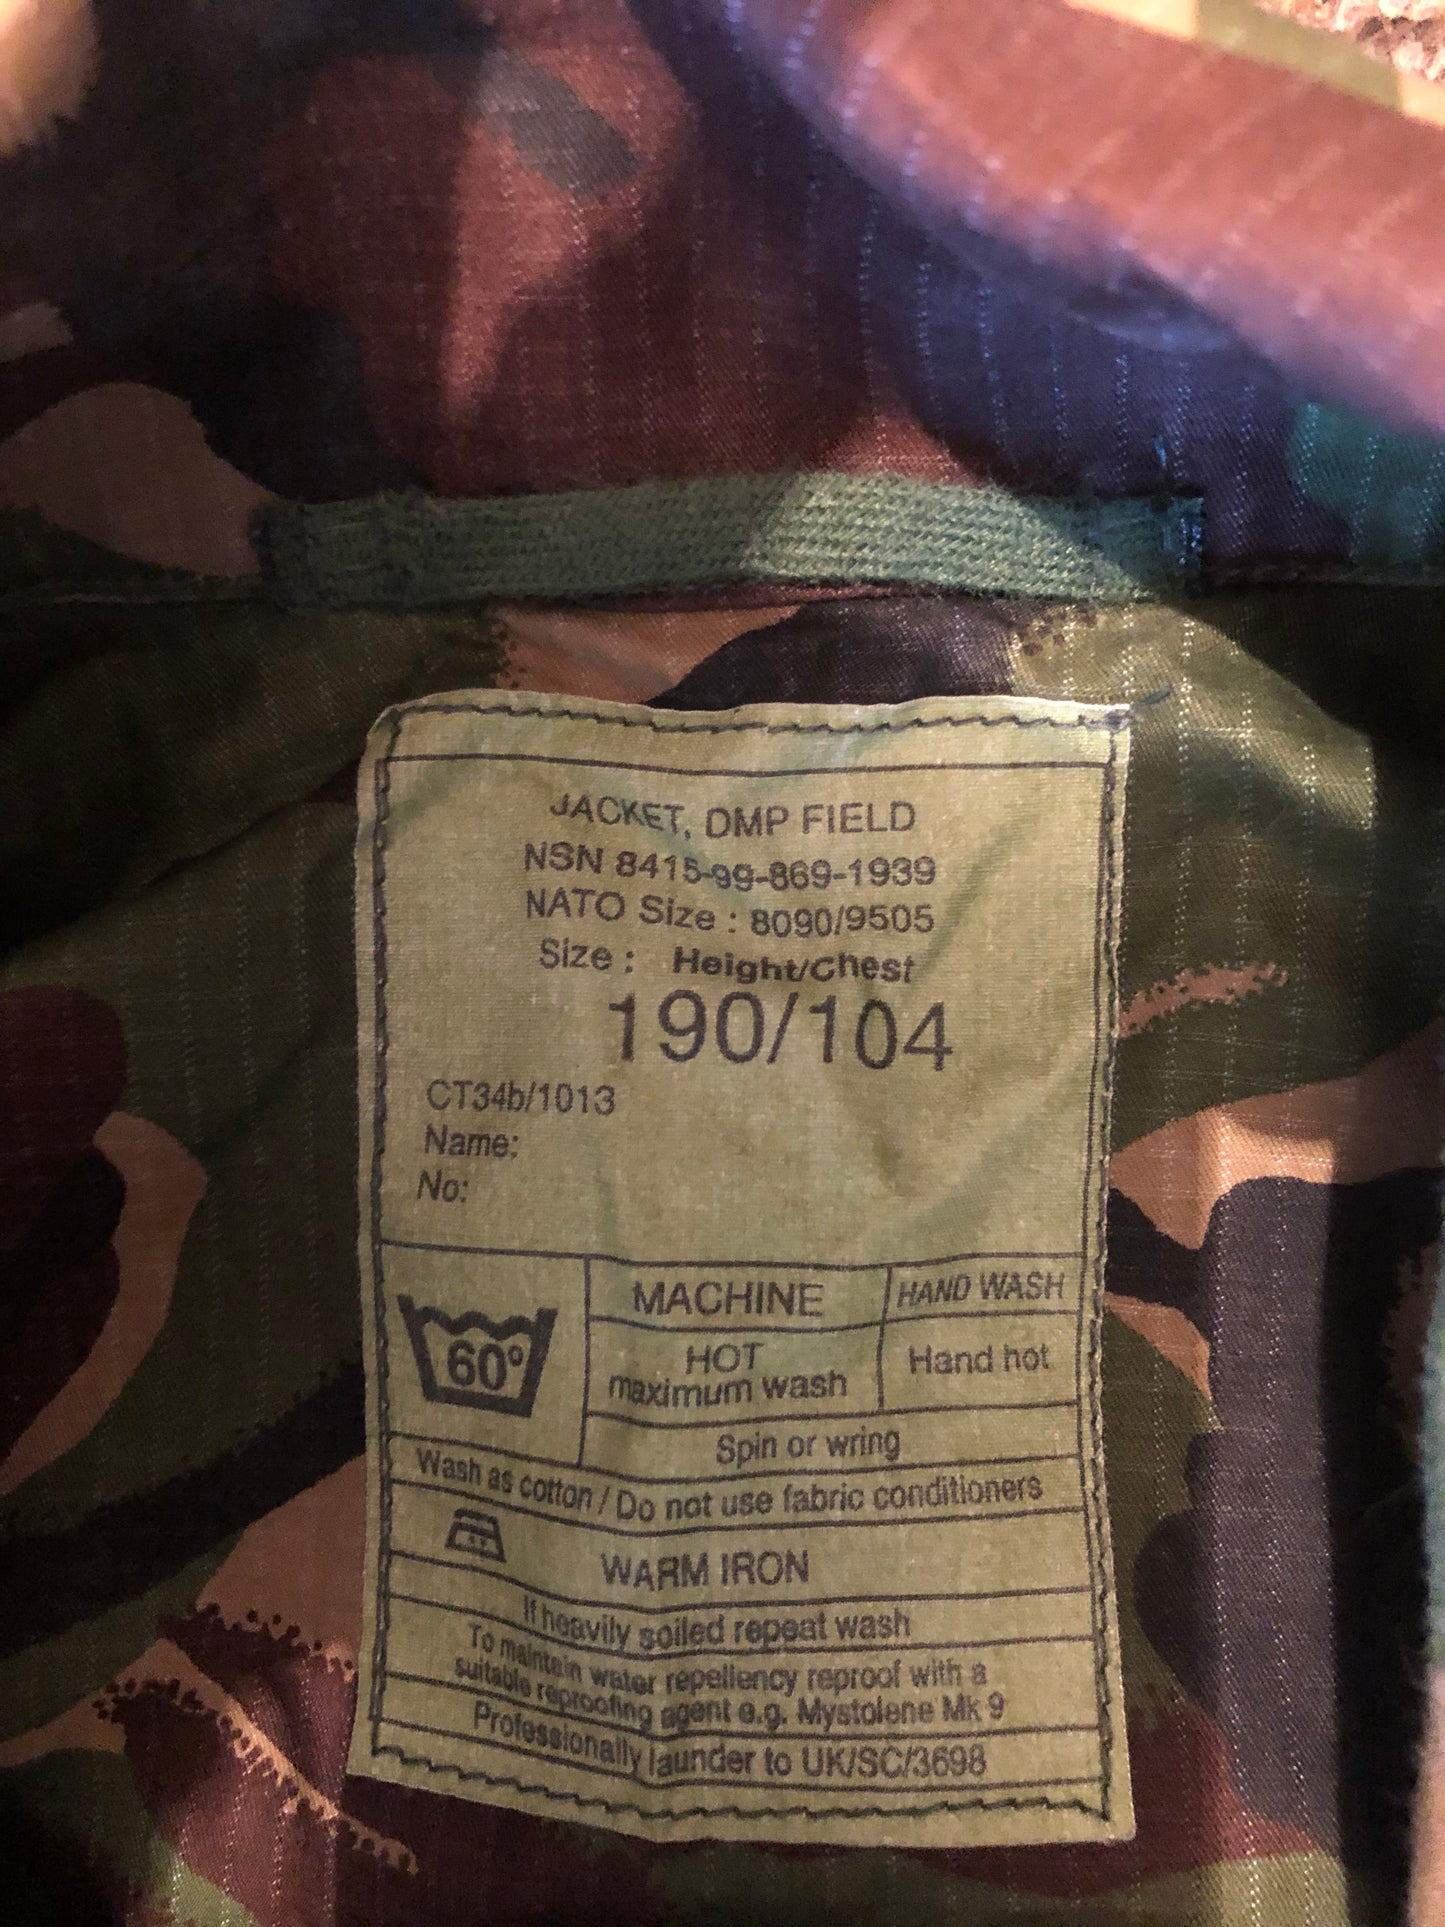 JACKET, DMP FIELD
NSN 8415-99-869-1939
NATO Size : 8090/9505
Size : Height/Chest
190/104
CT34b/1013
Name:
No:
60°
MACHINE
HAND WASH
HOT
maximum wash
Hand hot
Spin or wring
Wash as cotton / Do not use fabric conditioners
WARM IRON
If heavily soiled repeat wash
To maintain water repellency reproof with a
suitable reproofing agent e.g. Mystolene Mk 9
Professionally launder to UK/SC/3698